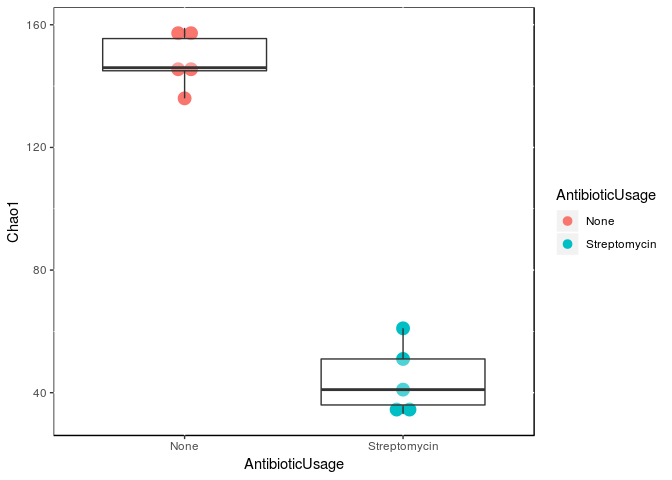 160
120
80
40
Chao1
None
Streptomycin
AntibioticUsage
AntibioticUsage
None
Streptomycin